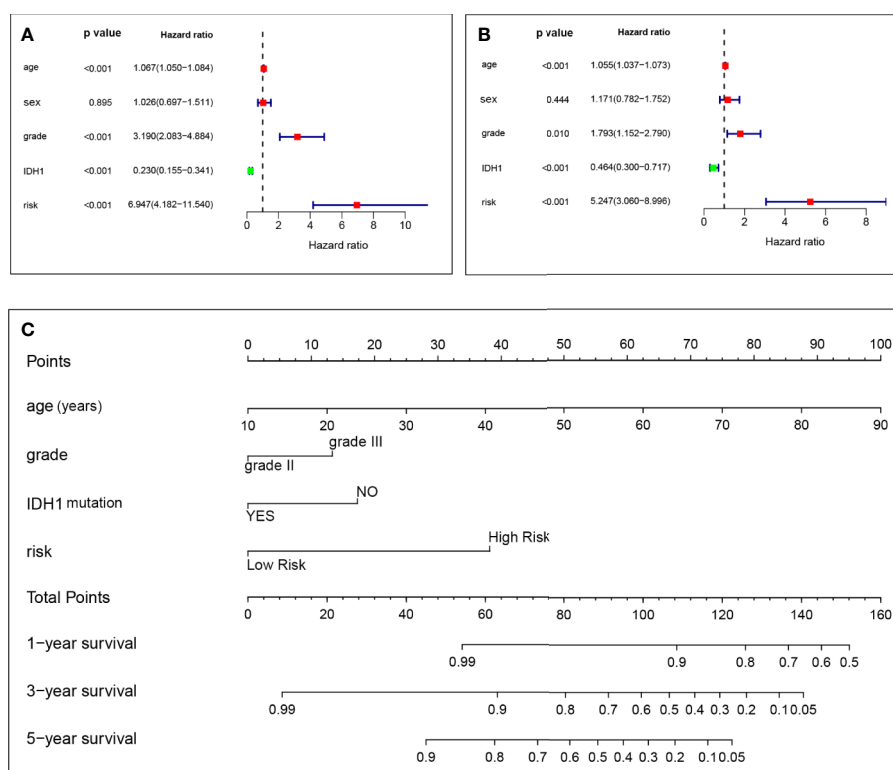 A
p value Hazard ratio
age <0.001 1.067(1.050−1.084)
sex 0.895 1.026(0.697−1.511)
grade <0.001 3.190(2.083−4.884)
IDH1 <0.001 0.230(0.155−0.341)
risk <0.001 6.947(4.182−11.540)
0 2 4 6 8 10
Hazard ratio
B
p value Hazard ratio
age <0.001 1.055(1.037−1.073)
sex 0.444 1.171(0.782−1.752)
grade 0.010 1.793(1.152−2.790)
IDH1 <0.001 0.464(0.300−0.717)
risk <0.001 5.247(3.060−8.996)
0 2 4 6 8
Hazard ratio
C
0 10 20 30 40 50 60 70 80 90 100
Points
age (years)
10 20 30 40 50 60 70 80 90
grade III
grade
grade II
NO
IDH1 mutation
YES
High Risk
risk
Low Risk
Total Points
0 20 40 60 80 100 120 140 160
1−year survival
0.99 0.9 0.8 0.7 0.6 0.5
3−year survival
0.99 0.9 0.8 0.7 0.6 0.5 0.4 0.3 0.2 0.1 0.05
5−year survival
0.9 0.8 0.7 0.6 0.5 0.4 0.3 0.2 0.1 0.05